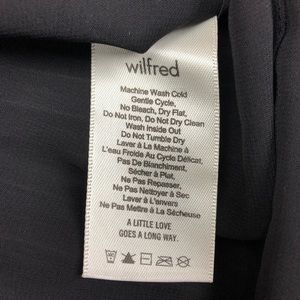 wilfred
Machine Wash Cold
Gentle Cycle,
No Bleach, Dry Flat,
Do Not Iron, Do Not Dry Clean
Wash Inside Out
Do Not Tumble Dry
Laver À La Machine À
L'eau Froide Au Cycle Délicat,
Pas De Blanchiment,
Sécher À Plat,
Ne Pas Repasser,
Ne Pas Nettoyer À Sec
Laver À L'envers
Ne Pas Mettre À La Sécheuse
A LITTLE LOVE
GOES A LONG WAY.